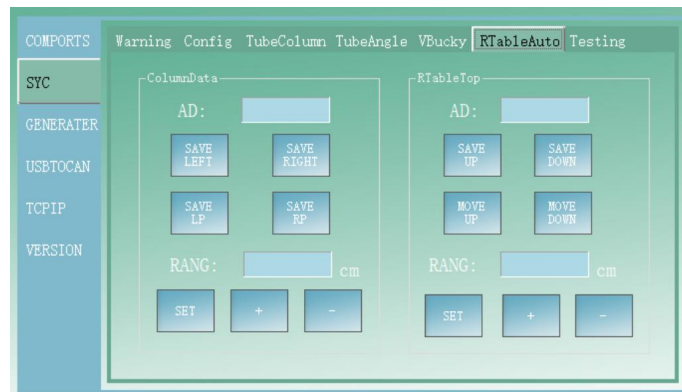 COMPORTS
SYC
GENERATER
USBTOCAN
TCPIP
VERSION
Warning Config TubeColumn TubeAngle VBucky RTableAuto Testing
ColumnData
AD:
SAVE LEFT
SAVE RIGHT
SAVE LP
SAVE RP
RANG: cm
SET + -
RTableTop
AD:
SAVE UP
SAVE DOWN
MOVE UP
MOVE DOWN
RANG: cm
SET + -